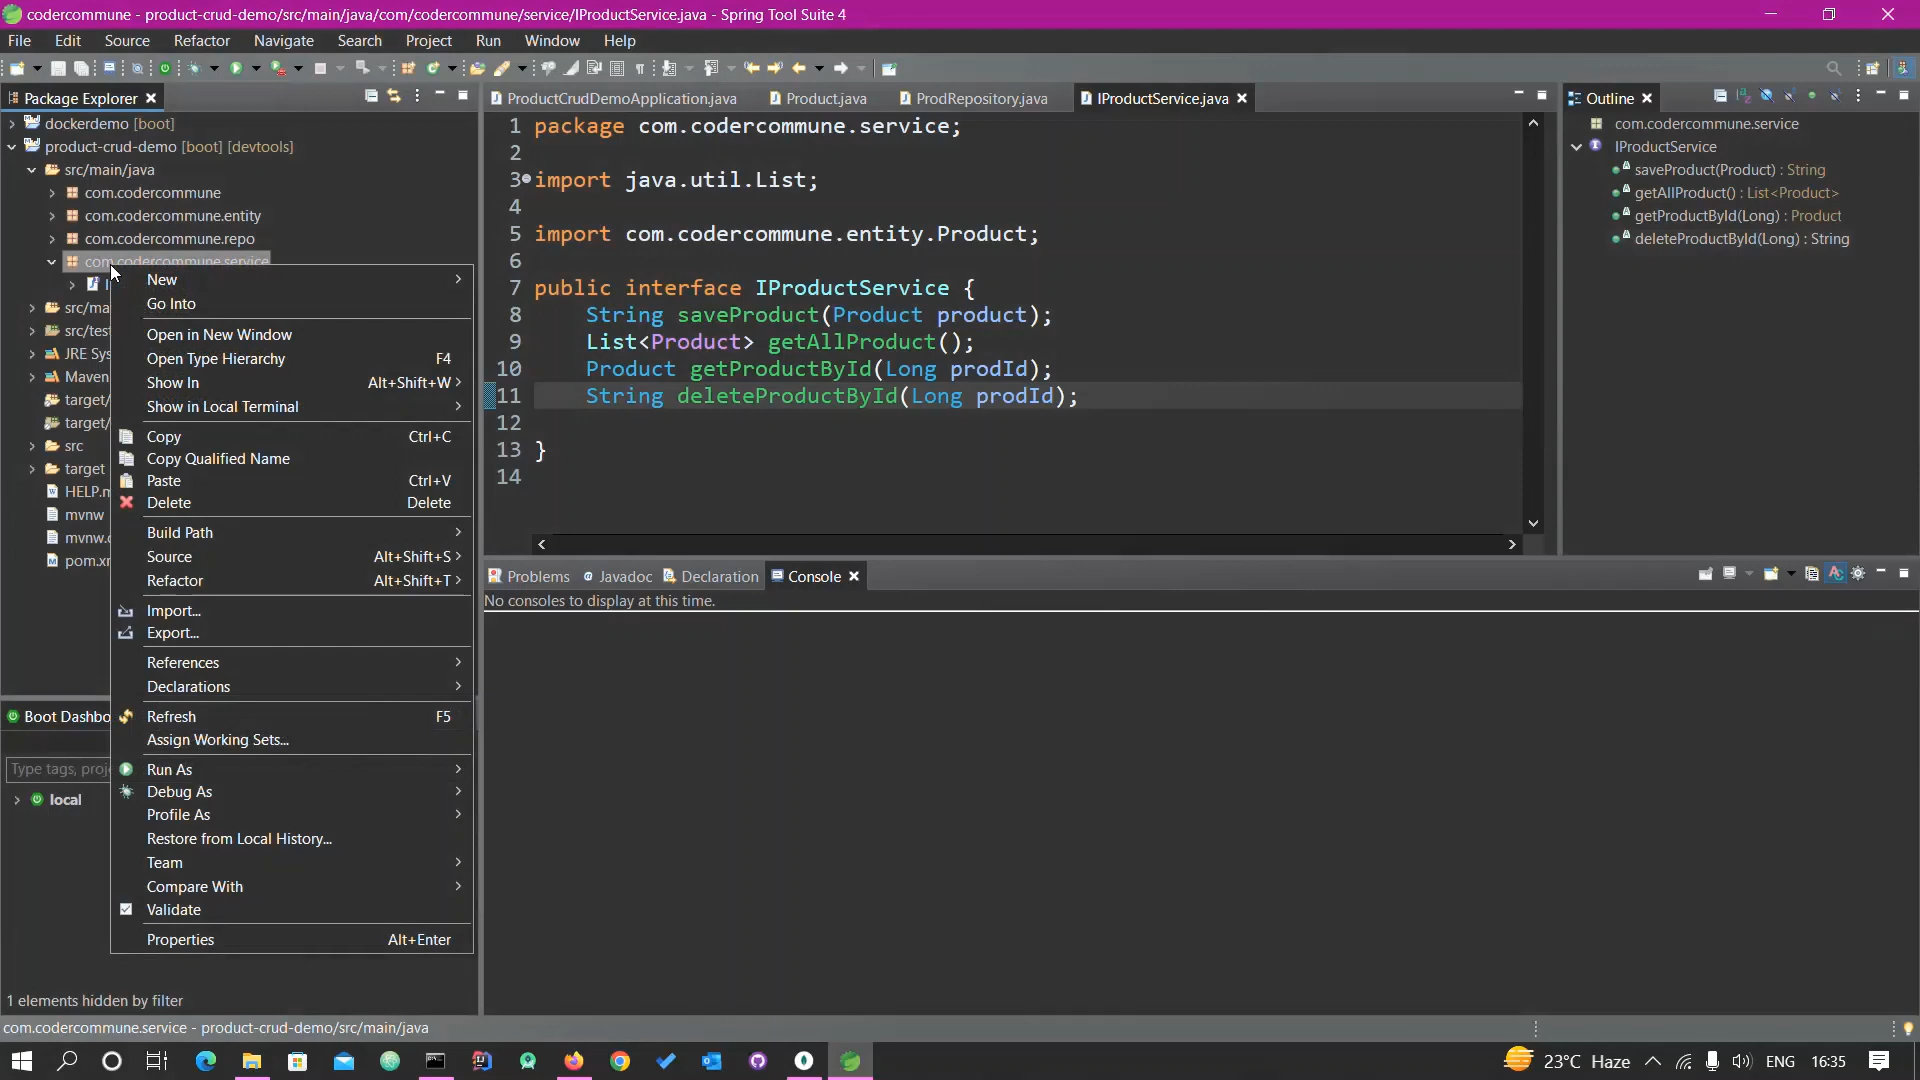 codercommune - product-crud-demo/src/main/java/com/codercommune/service/IProductService.java - Spring Tool Suite 4
File Edit Source Refactor Navigate Search Project Run Window Help
Package Explorer
dockerdemo [boot]
product-crud-demo [boot] [devtools]
src/main/java
com.codercommune
com.codercommune.entity
com.codercommune.repo
com.codercommune.service
src/ma
src/test
JRE Sys
Maven
target/
target/
src
target
HELP.m
mvnw
mvnw.c
pom.xm
New
Go Into
Open in New Window
Open Type Hierarchy F4
Show In Alt+Shift+W
Show in Local Terminal
Copy Ctrl+C
Copy Qualified Name
Paste Ctrl+V
Delete Delete
Build Path
Source Alt+Shift+S
Refactor Alt+Shift+T
Import...
Export...
References
Declarations
Refresh F5
Assign Working Sets...
Run As
Debug As
Profile As
Restore from Local History...
Team
Compare With
Validate
Properties Alt+Enter
Boot Dashbo
Type tags, proj
local
1 elements hidden by filter
ProductCrudDemoApplication.java Product.java ProdRepository.java IProductService.java
1 package com.codercommune.service;
2
3 import java.util.List;
4
5 import com.codercommune.entity.Product;
6
7 public interface IProductService {
8 String saveProduct(Product product);
9 List<Product> getAllProduct();
10 Product getProductById(Long prodId);
11 String deleteProductById(Long prodId);
12
13 }
14
Problems Javadoc Declaration Console
No consoles to display at this time.
Outline
com.codercommune.service
IProductService
saveProduct(Product) : String
getAllProduct() : List<Product>
getProductById(Long) : Product
deleteProductById(Long) : String
com.codercommune.service - product-crud-demo/src/main/java
23°C Haze ENG 16:35